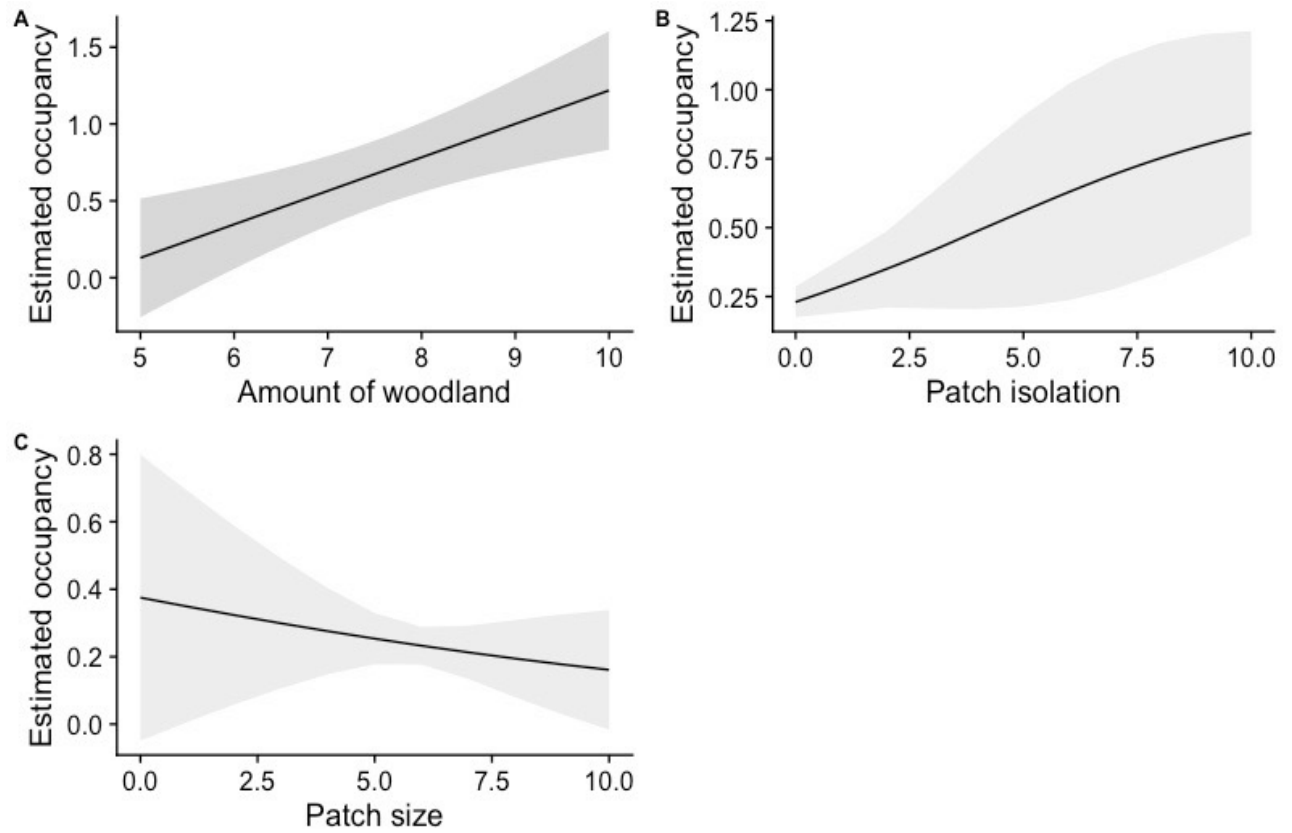 A
Estimated occupancy
1.5
1.0
0.5
0.0
5 6 7 8 9 10
Amount of woodland
B
Estimated occupancy
1.25
1.00
0.75
0.50
0.25
0.0 2.5 5.0 7.5 10.0
Patch isolation
C
Estimated occupancy
0.8
0.6
0.4
0.2
0.0
0.0 2.5 5.0 7.5 10.0
Patch size